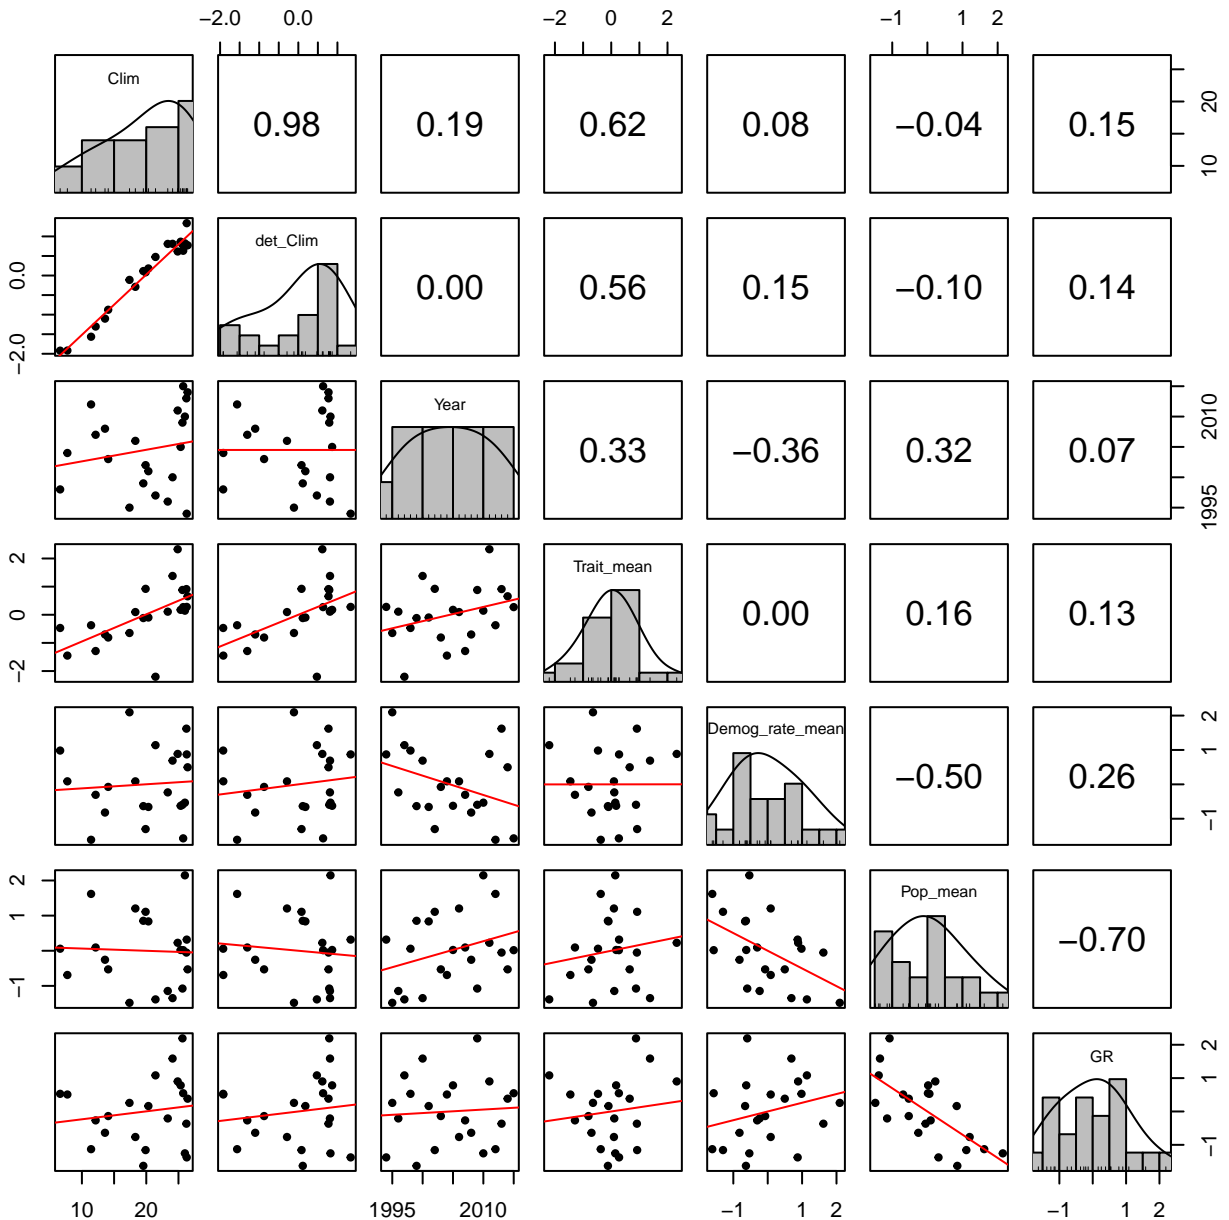 −2.0 0.0 −2 0 2 −1 1 2
Clim 0.98 0.19 0.62 0.08 −0.04 0.15 10 20
−2.0 0.0 det_Clim 0.00 0.56 0.15 −0.10 0.14
Year 0.33 −0.36 0.32 0.07 1995 2010
−2 0 2 Trait_mean 0.00 0.16 0.13
Demog_rate_mean −0.50 0.26 −1 1 2
−1 1 2 Pop_mean −0.70
GR −1 1 2
10 20 1995 2010 −1 1 2 −1 1 2